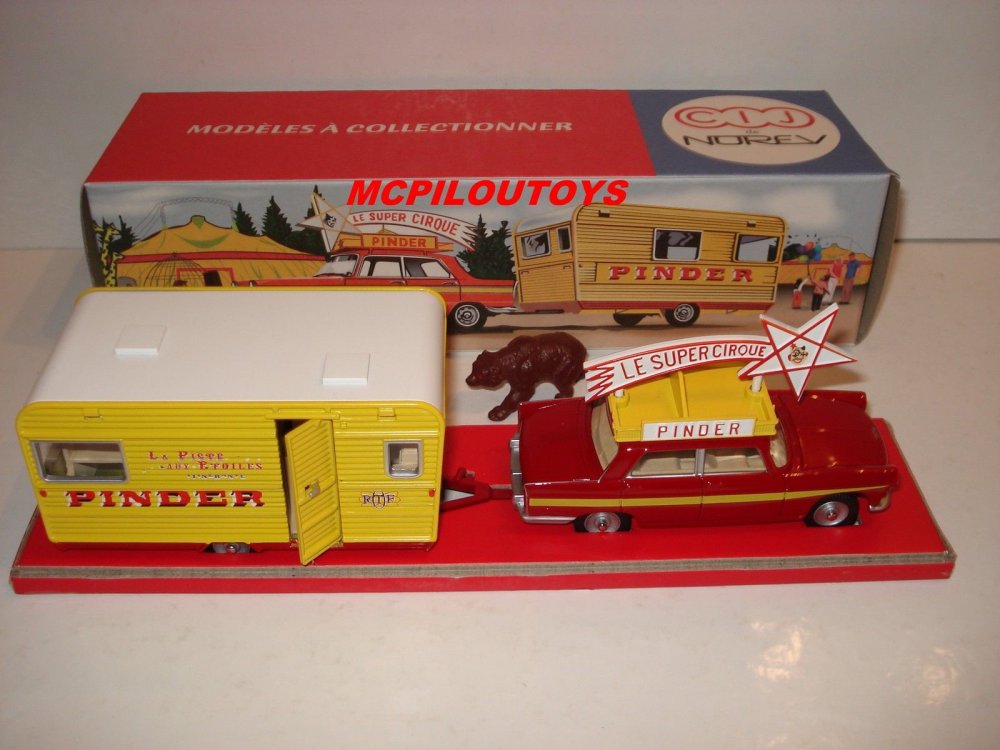 MODÈLES À COLLECTIONNER
CIJ
de
NOREV
MCPILOUTOYS
LE SUPER CIRQUE
PINDER
PINDER
LE SUPER CIRQUE
PINDER
LA PISTE
AUX ETOILES
PINDER
RTF